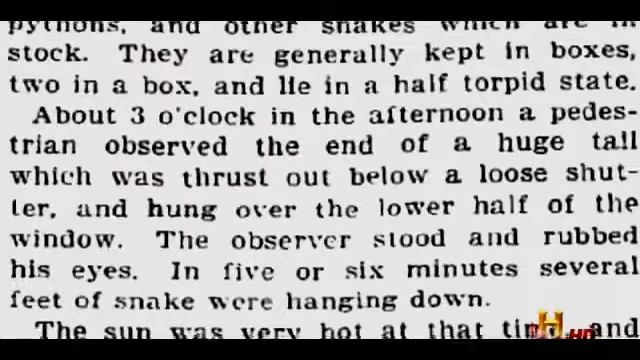 pythons, and other snakes which are in
stock. They are generally kept in boxes,
two in a box, and lie in a half torpid state.
About 3 o'clock in the afternoon a pedes-
trian observed the end of a huge tail
which was thrust out below a loose shut-
ter, and hung over the lower half of the
window. The observer stood and rubbed
his eyes. In five or six minutes several
feet of snake were hanging down.
The sun was very hot at that time, and
H HD